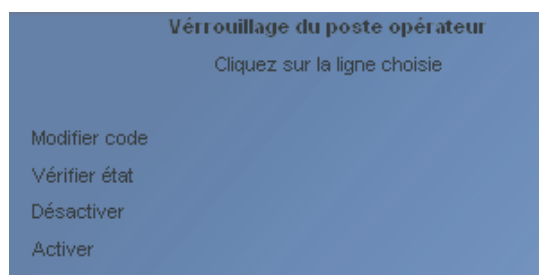 Vérrouillage du poste opérateur
Cliquez sur la ligne choisie
Modifier code
Vérifier état
Désactiver
Activer